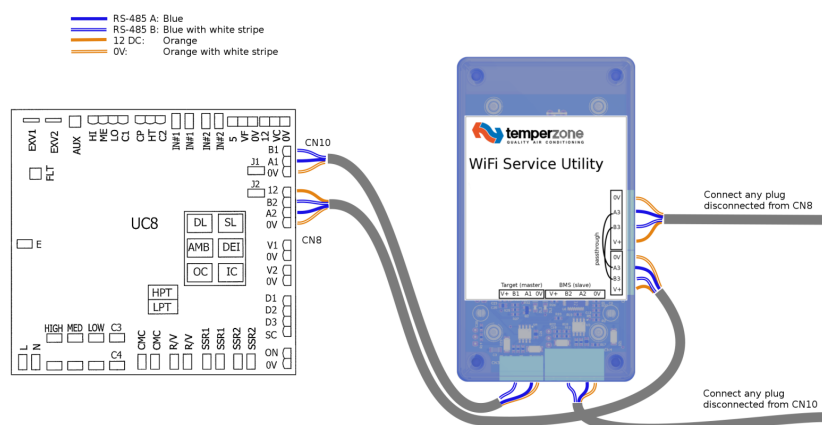 RS-485 A: Blue
RS-485 B: Blue with white stripe
12 DC: Orange
0V: Orange with white stripe
EXV1
EXV2
AUX
HI
ME
LO
C1
CP
HT
C2
IN#1
IN#1
IN#2
IN#2
5
VF
0V
12
VC
0V
CN10
B1
A1
0V
J1
J2
12
B2
A2
0V
CN8
FLT
UC8
E
DL
SL
AMB
DEI
OC
IC
HPT
LPT
V1
0V
V2
0V
D1
D2
D3
SC
ON
0V
HIGH
MED
LOW
C3
C4
L
N
CMC
CMC
R/V
R/V
SSR1
SSR1
SSR2
SSR2
temperzone
QUALITY AIR CONDITIONING
WiFi Service Utility
0V
A3
B3
V+
passthrough
0V
A3
B3
V+
Target (master)
BMS (slave)
V+ B1 A1 0V
V+ B2 A2 0V
Connect any plug
disconnected from CN8
Connect any plug
disconnected from CN10